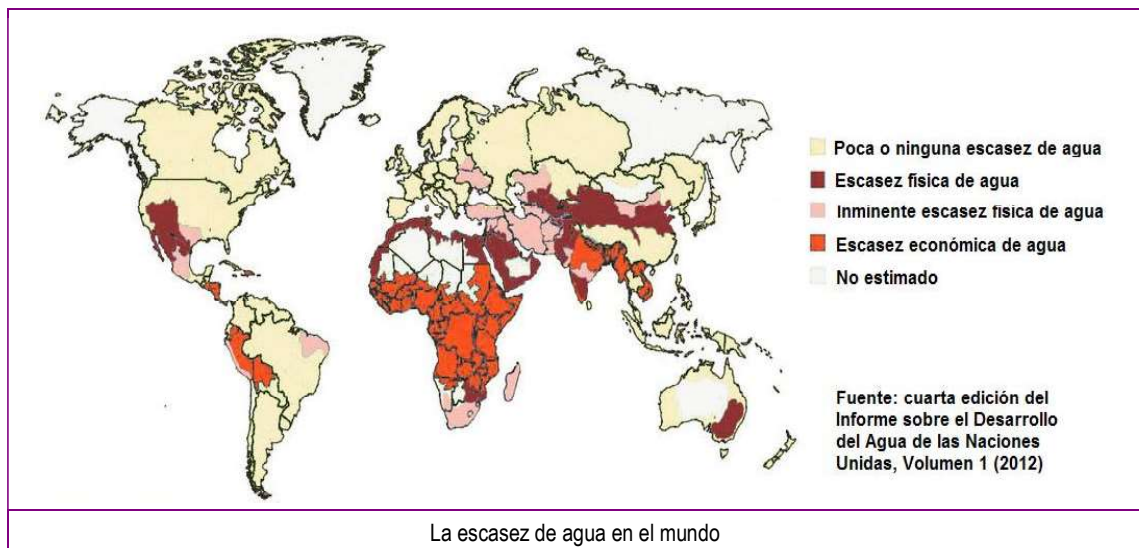 Poca o ninguna escasez de agua
Escasez física de agua
Inminente escasez física de agua
Escasez económica de agua
No estimado
Fuente: cuarta edición del
Informe sobre el Desarrollo
del Agua de las Naciones
Unidas, Volumen 1 (2012)
La escasez de agua en el mundo